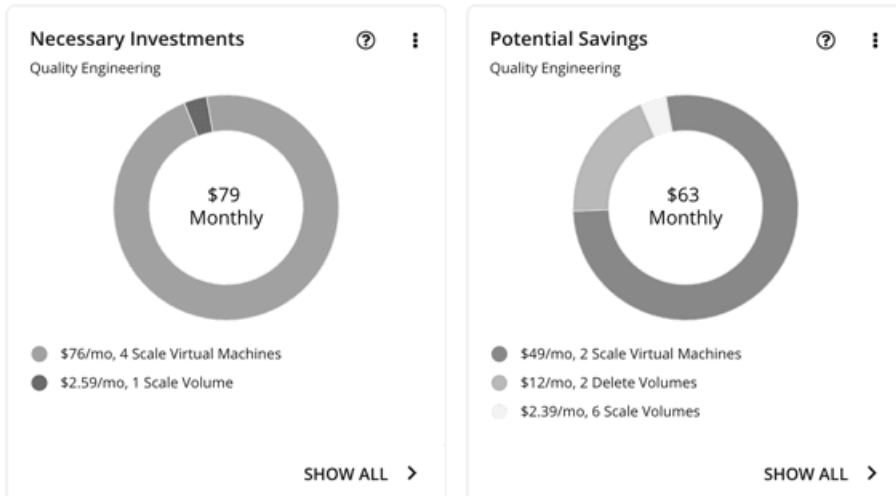 Necessary Investments
Quality Engineering
$79
Monthly
$76/mo, 4 Scale Virtual Machines
$2.59/mo, 1 Scale Volume
SHOW ALL
Potential Savings
Quality Engineering
$63
Monthly
$49/mo, 2 Scale Virtual Machines
$12/mo, 2 Delete Volumes
$2.39/mo, 6 Scale Volumes
SHOW ALL